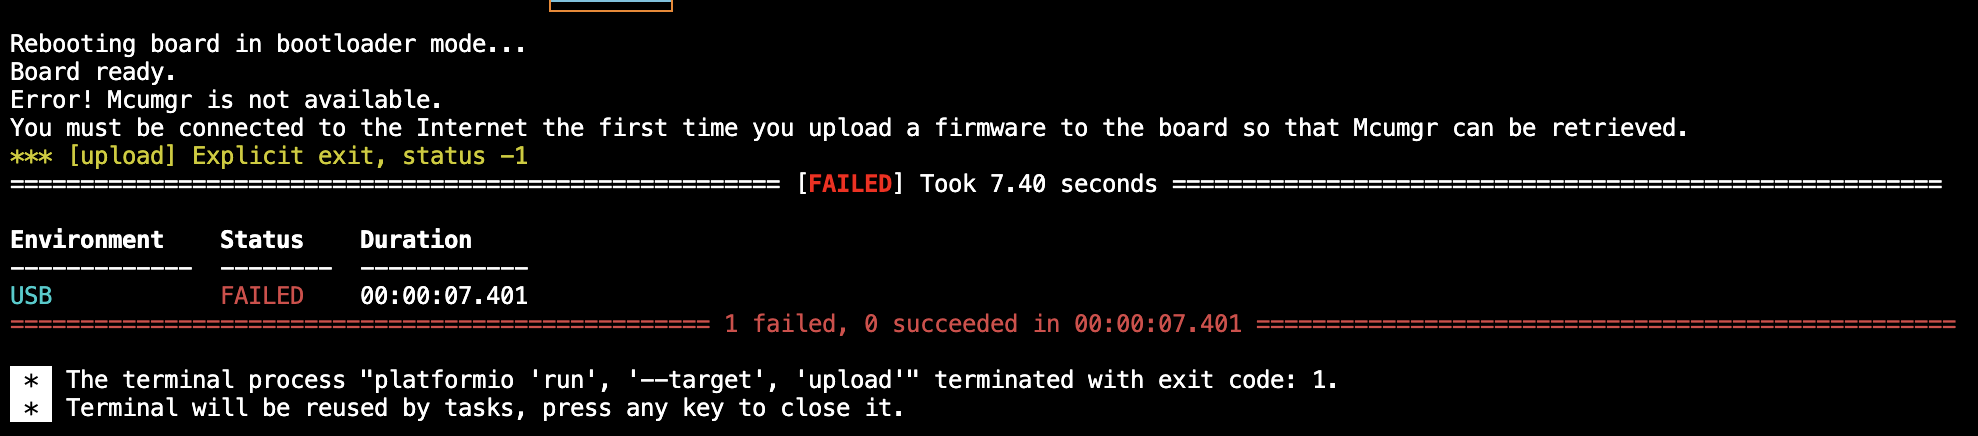 Rebooting board in bootloader mode...
Board ready.
Error! Mcumgr is not available.
You must be connected to the Internet the first time you upload a firmware to the board so that Mcumgr can be retrieved.
*** [upload] Explicit exit, status -1
======================================================= [FAILED] Took 7.40 seconds =======================================================
Environment    Status    Duration
-------------  --------  ------------
USB            FAILED    00:00:07.401
================================================== 1 failed, 0 succeeded in 00:00:07.401 ==================================================
* The terminal process "platformio 'run', '--target', 'upload'" terminated with exit code: 1.
* Terminal will be reused by tasks, press any key to close it.